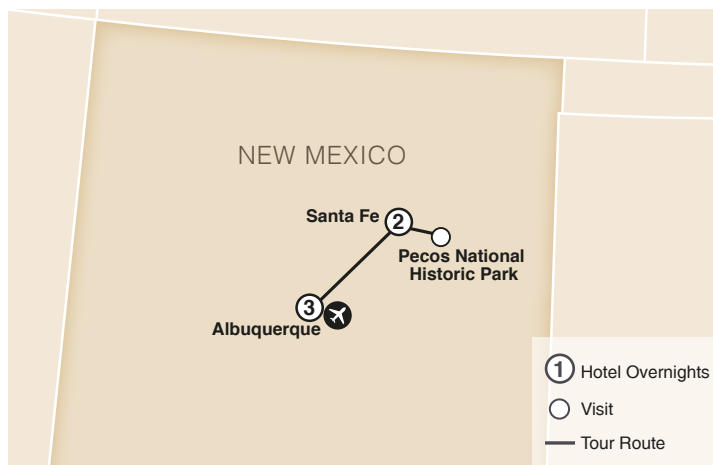 NEW MEXICO
Santa Fe
2
Pecos National
Historic Park
3
Albuquerque
1 Hotel Overnights
Visit
Tour Route